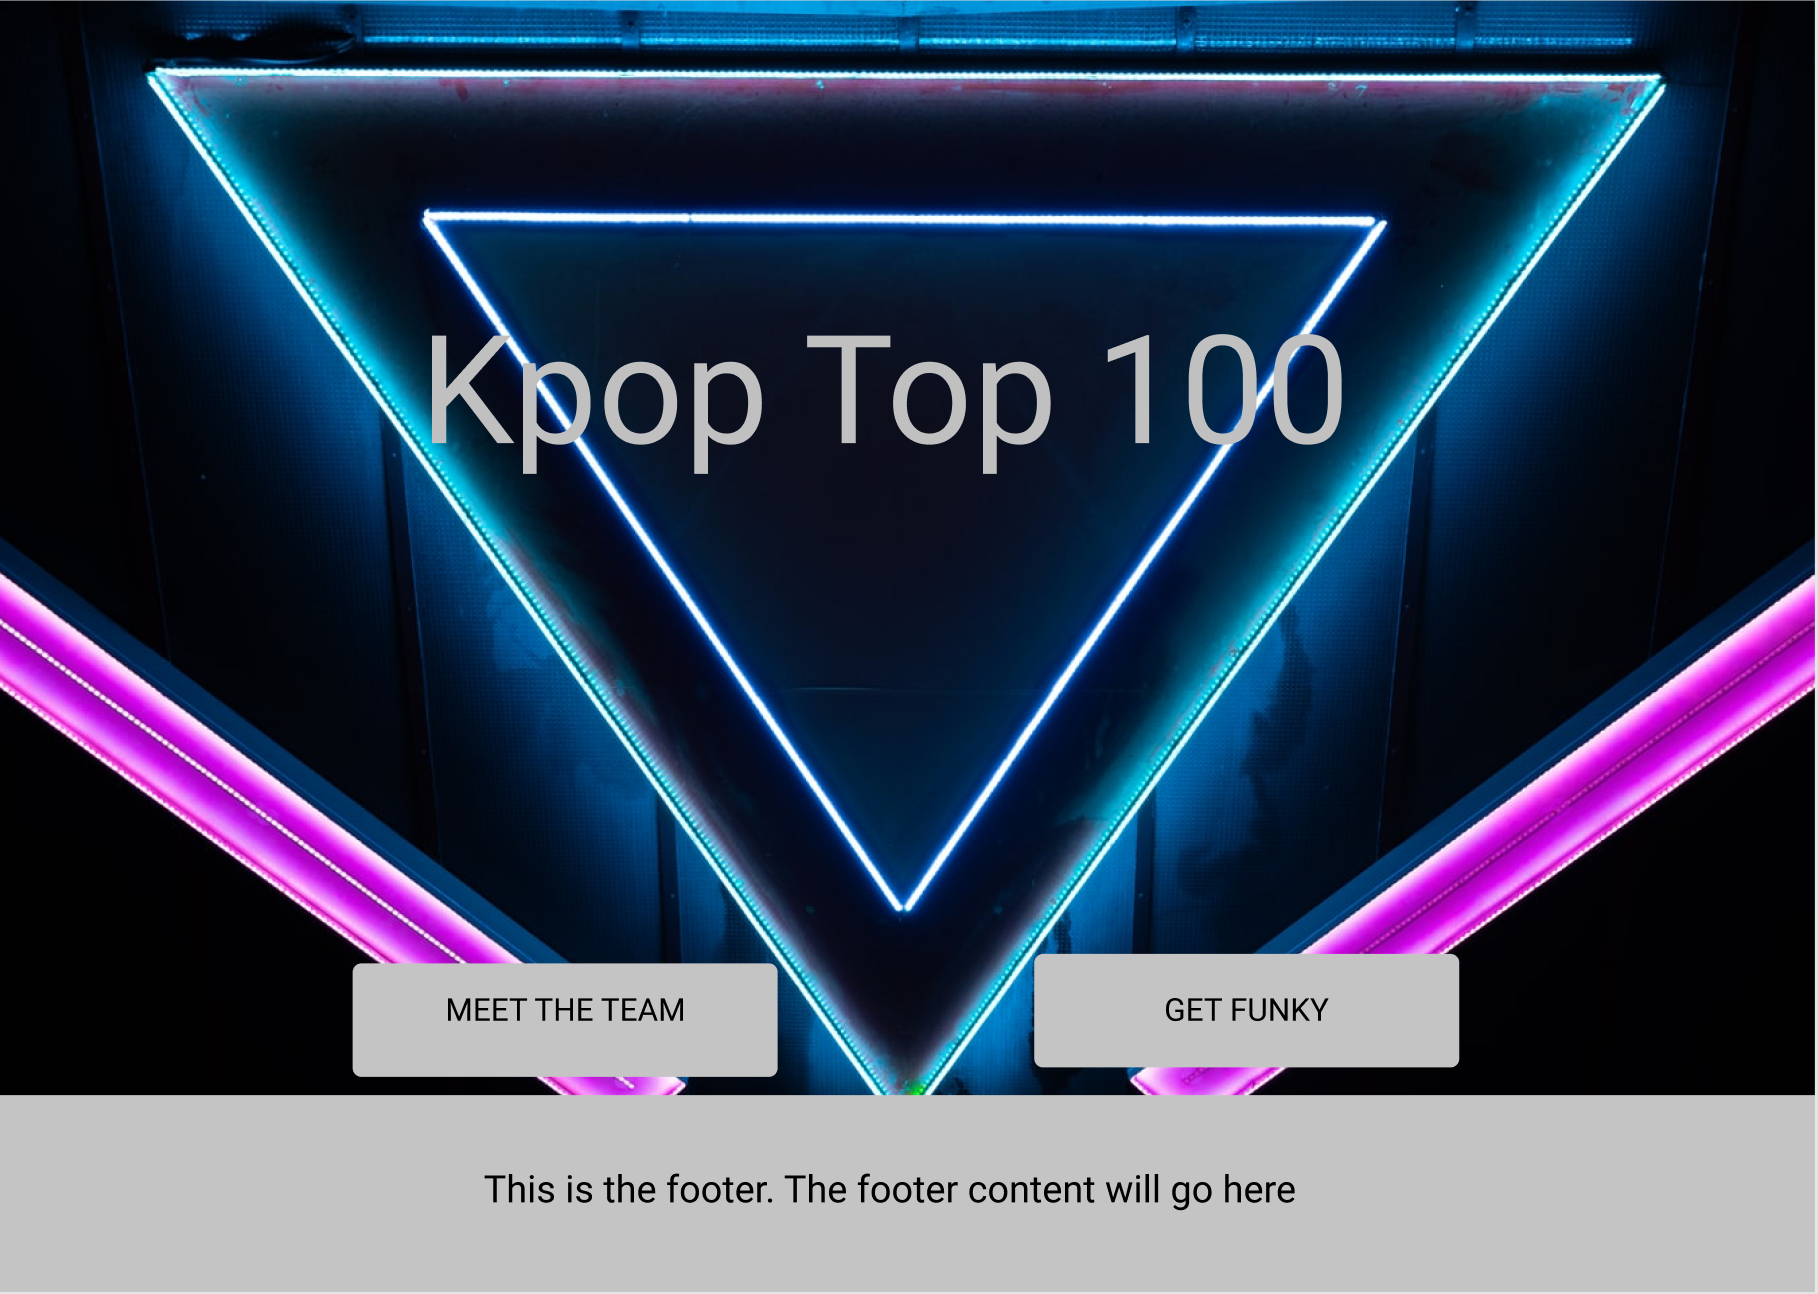 Kpop Top 100
MEET THE TEAM
GET FUNKY
This is the footer. The footer content will go here